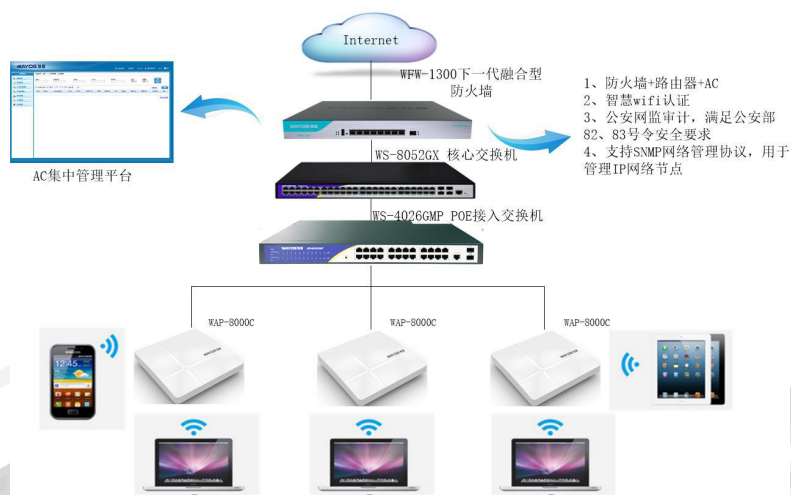 Internet
WFW-1300下一代融合型
防火墙
1、防火墙+路由器+AC
2、智慧wifi认证
3、公安网监审计，满足公安部
82、83号令安全要求
4、支持SNMP网络管理协议，用于
管理IP网络节点
AC集中管理平台
WS-8052GX 核心交换机
WS-4026GMP POE接入交换机
WAP-8000C
WAP-8000C
WAP-8000C
12:45